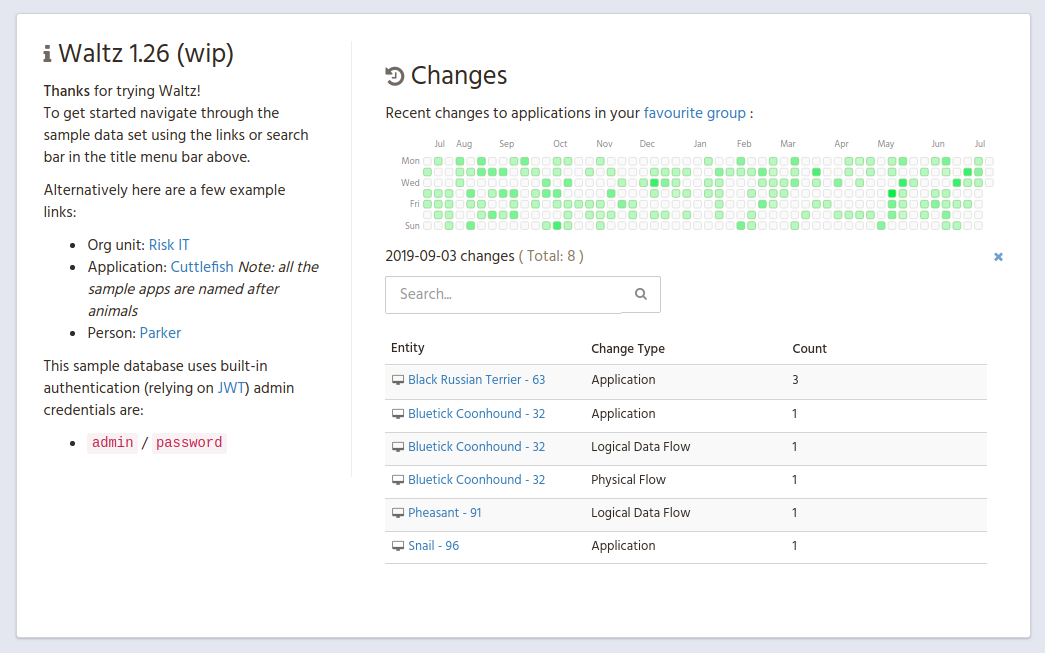 Waltz 1.26 (wip)
Thanks for trying Waltz!
To get started navigate through the
sample data set using the links or search
bar in the title menu bar above.
Alternatively here are a few example
links:
Org unit: Risk IT
Application: Cuttlefish Note: all the
sample apps are named after
animals
Person: Parker
This sample database uses built-in
authentication (relying on JWT) admin
credentials are:
admin / password
Changes
Recent changes to applications in your favourite group :
Jul Aug Sep Oct Nov Dec Jan Feb Mar Apr May Jun Jul
Mon
Wed
Fri
Sun
2019-09-03 changes ( Total: 8 )
Search...
Entity Change Type Count
Black Russian Terrier - 63 Application 3
Bluetick Coonhound - 32 Application 1
Bluetick Coonhound - 32 Logical Data Flow 1
Bluetick Coonhound - 32 Physical Flow 1
Pheasant - 91 Logical Data Flow 1
Snail - 96 Application 1